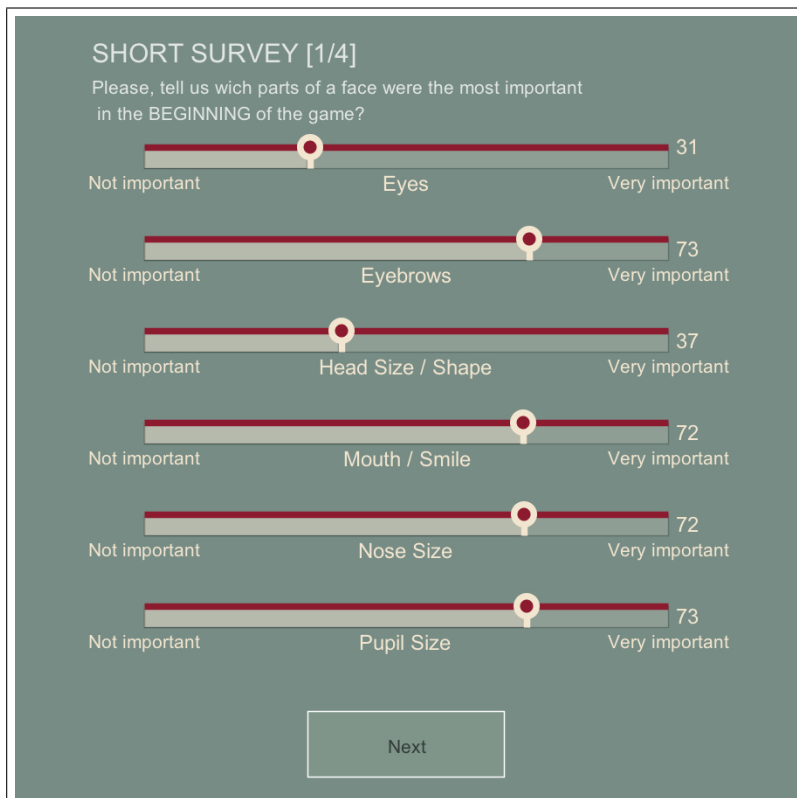 SHORT SURVEY [1/4]
Please, tell us wich parts of a face were the most important
in the BEGINNING of the game?
31
Not important Eyes Very important
73
Not important Eyebrows Very important
37
Not important Head Size / Shape Very important
72
Not important Mouth / Smile Very important
72
Not important Nose Size Very important
73
Not important Pupil Size Very important
Next